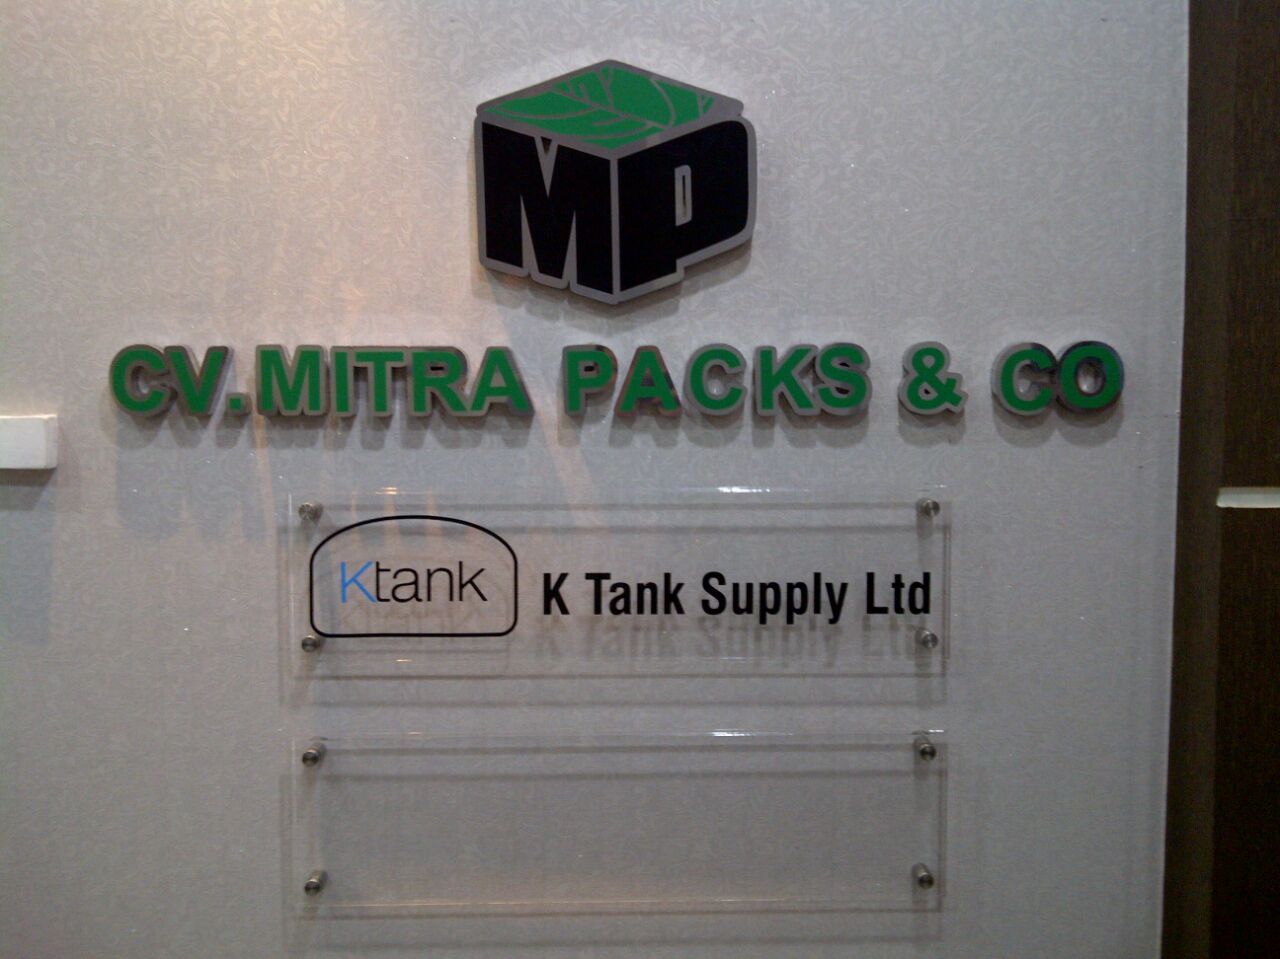 MP
CV.MITRA PACKS & CO
Ktank
K Tank Supply Ltd